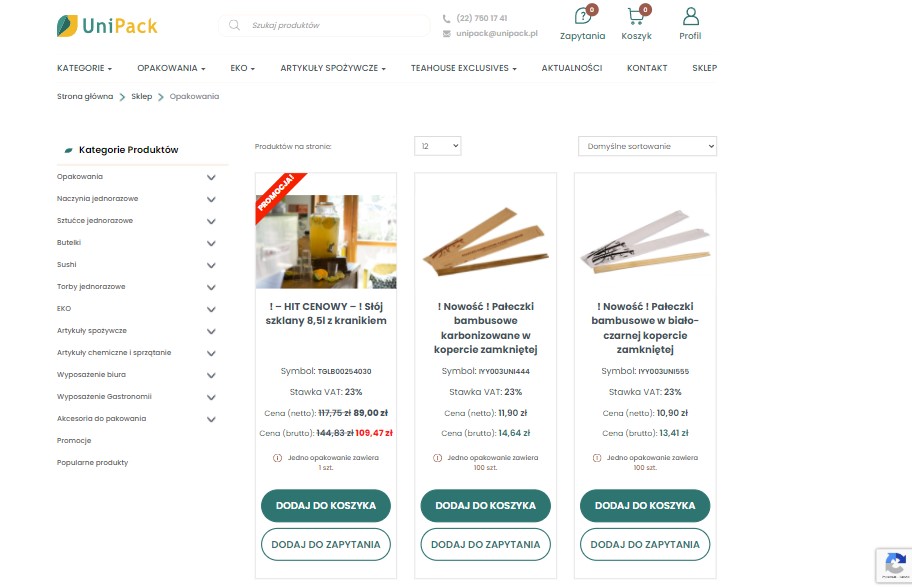 UniPack
Szukaj produktów
(22) 750 17 41
unipack@unipack.pl
0
0
Zapytania
Koszyk
Profil
KATEGORIE
OPAKOWANIA
EKO
ARTYKUŁY SPOŻYWCZE
TEAHOUSE EXCLUSIVES
AKTUALNOŚCI
KONTAKT
SKLEP
Strona główna
Sklep
Opakowania
Kategorie Produktów
Opakowania
Naczynia jednorazowe
Sztućce jednorazowe
Butelki
Sushi
Torby jednorazowe
EKO
Artykuły spożywcze
Artykuły chemiczne i sprzątanie
Wyposażenie biura
Wyposażenie Gastronomii
Akcesoria do pakowania
Promocje
Popularne produkty
Produktów na stronie:
12
Domyślne sortowanie
PROMOCJA!
! – HIT CENOWY – ! Słój
szklany 8,5l z kranikiem
Symbol: TGLB00254030
Stawka VAT: 23%
Cena (netto): 117,75 zł 89,00 zł
Cena (brutto): 144,83 zł 109,47 zł
Jedno opakowanie zawiera
1 szt.
DODAJ DO KOSZYKA
DODAJ DO ZAPYTANIA
! Nowość ! Pałeczki
bambusowe
karbonizowane w
kopercie zamkniętej
Symbol: IYY003UNI444
Stawka VAT: 23%
Cena (netto): 11,90 zł
Cena (brutto): 14,64 zł
Jedno opakowanie zawiera
100 szt.
DODAJ DO KOSZYKA
DODAJ DO ZAPYTANIA
! Nowość ! Pałeczki
bambusowe w biało-
czarnej kopercie
zamkniętej
Symbol: IYY003UNI555
Stawka VAT: 23%
Cena (netto): 10,90 zł
Cena (brutto): 13,41 zł
Jedno opakowanie zawiera
100 szt.
DODAJ DO KOSZYKA
DODAJ DO ZAPYTANIA